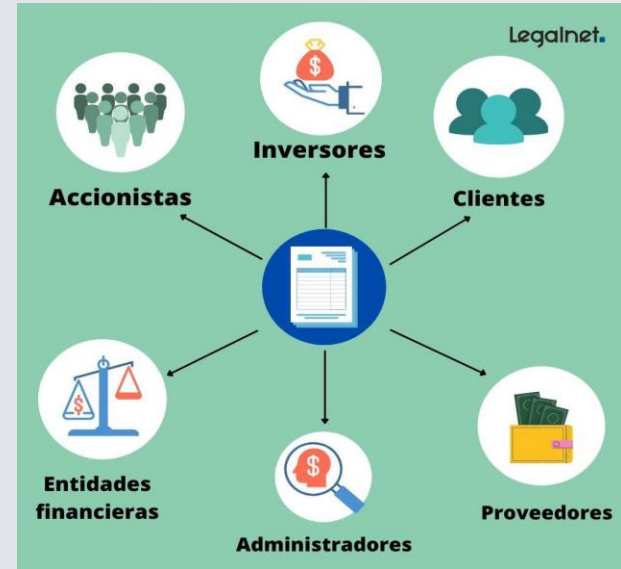 Legalnet.
Inversores
Accionistas
Clientes
Entidades
financieras
Administradores
Proveedores